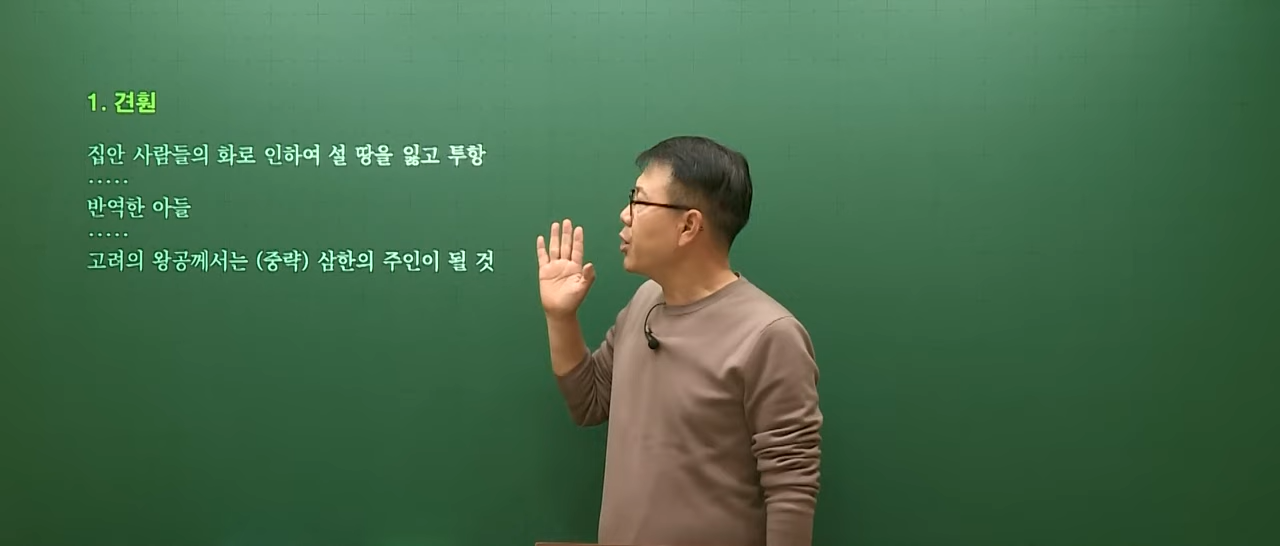 1. 견훤
집안 사람들의 화로 인하여 설 땅을 잃고 투항
·····
반역한 아들
·····
고려의 왕공께서는 (중략) 삼한의 주인이 될 것